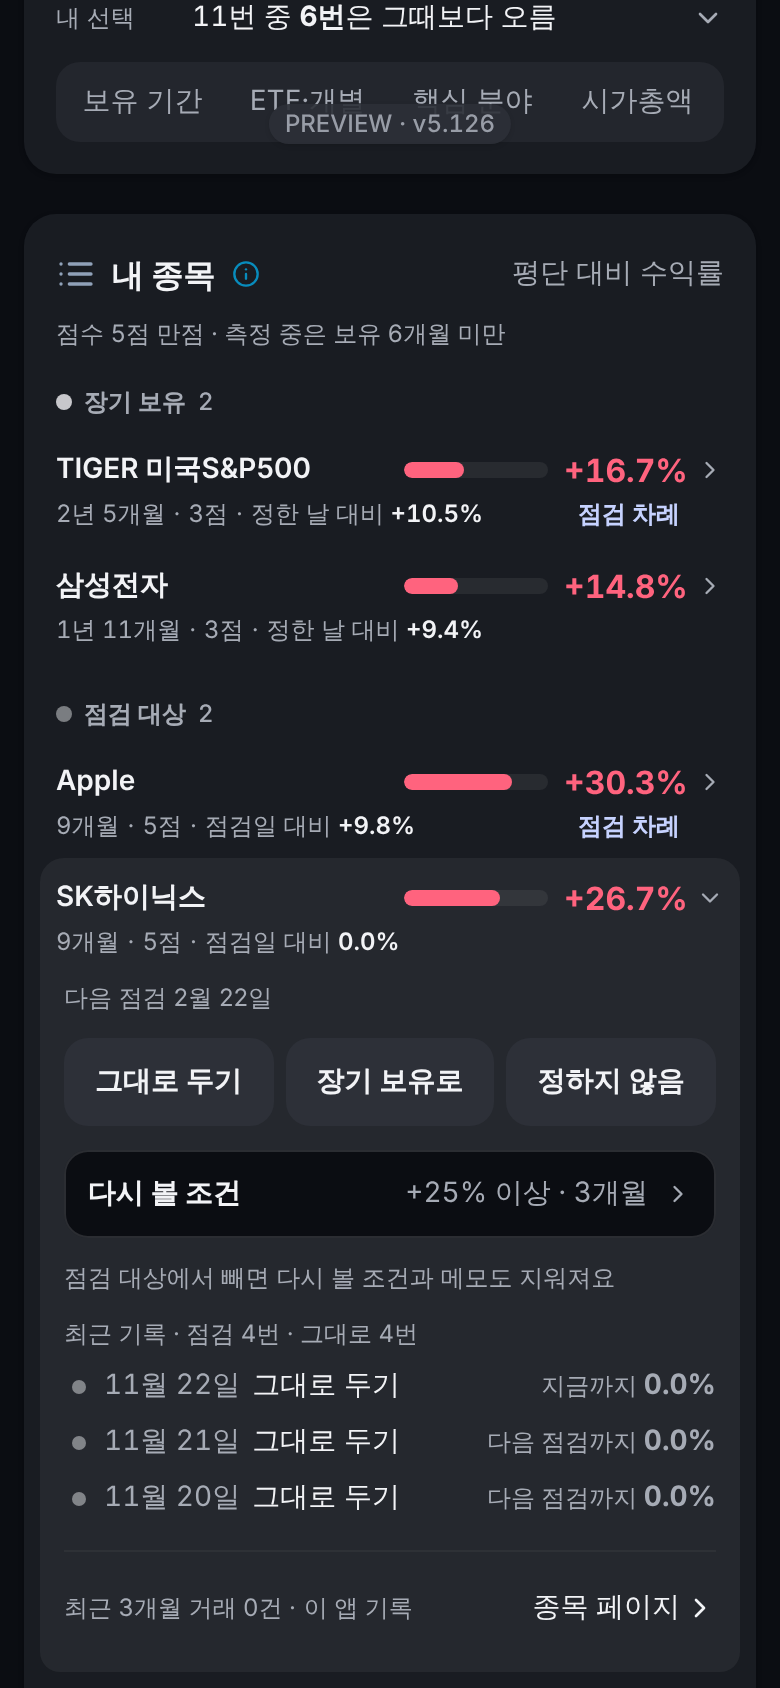 내 선택 11번 중 6번은 그때보다 오름
보유 기간 ETF·개별 핵심 분야 시가총액
PREVIEW · v5.126
내 종목 평단 대비 수익률
점수 5점 만점 · 측정 중은 보유 6개월 미만
장기 보유 2
TIGER 미국S&P500 +16.7%
2년 5개월 · 3점 · 정한 날 대비 +10.5% 점검 차례
삼성전자 +14.8%
1년 11개월 · 3점 · 정한 날 대비 +9.4%
점검 대상 2
Apple +30.3%
9개월 · 5점 · 점검일 대비 +9.8% 점검 차례
SK하이닉스 +26.7%
9개월 · 5점 · 점검일 대비 0.0%
다음 점검 2월 22일
그대로 두기 장기 보유로 정하지 않음
다시 볼 조건 +25% 이상 · 3개월
점검 대상에서 빼면 다시 볼 조건과 메모도 지워져요
최근 기록 · 점검 4번 · 그대로 4번
11월 22일 그대로 두기 지금까지 0.0%
11월 21일 그대로 두기 다음 점검까지 0.0%
11월 20일 그대로 두기 다음 점검까지 0.0%
최근 3개월 거래 0건 · 이 앱 기록 종목 페이지